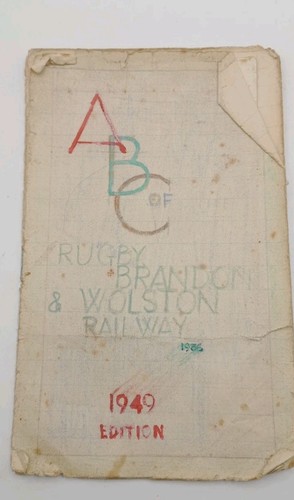 A
B
C OF
RUGBY
BRANDON
& WOLSTON
RAILWAY
1949
EDITION